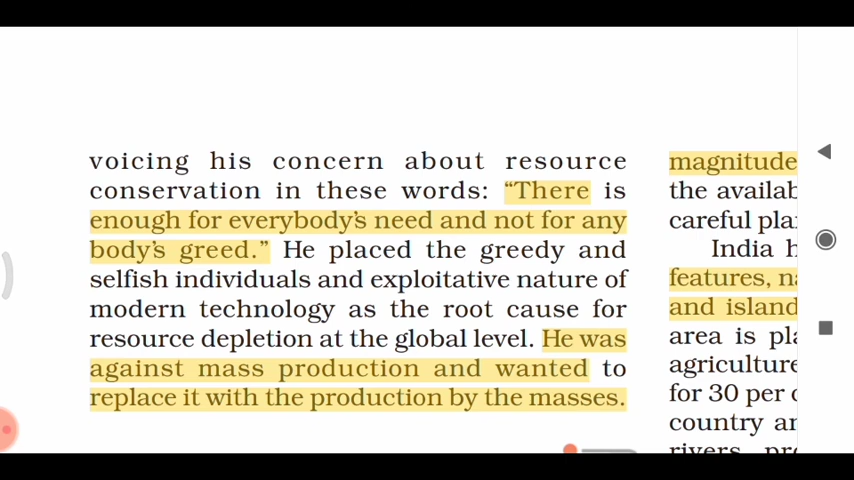 voicing his concern about resource
conservation in these words: “There is
enough for everybody’s need and not for any
body’s greed.” He placed the greedy and
selfish individuals and exploitative nature of
modern technology as the root cause for
resource depletion at the global level. He was
against mass production and wanted to
replace it with the production by the masses.
magnitude
the availab
careful pla
India h
features, na
and island
area is pla
agriculture
for 30 per c
country an
rivers pro